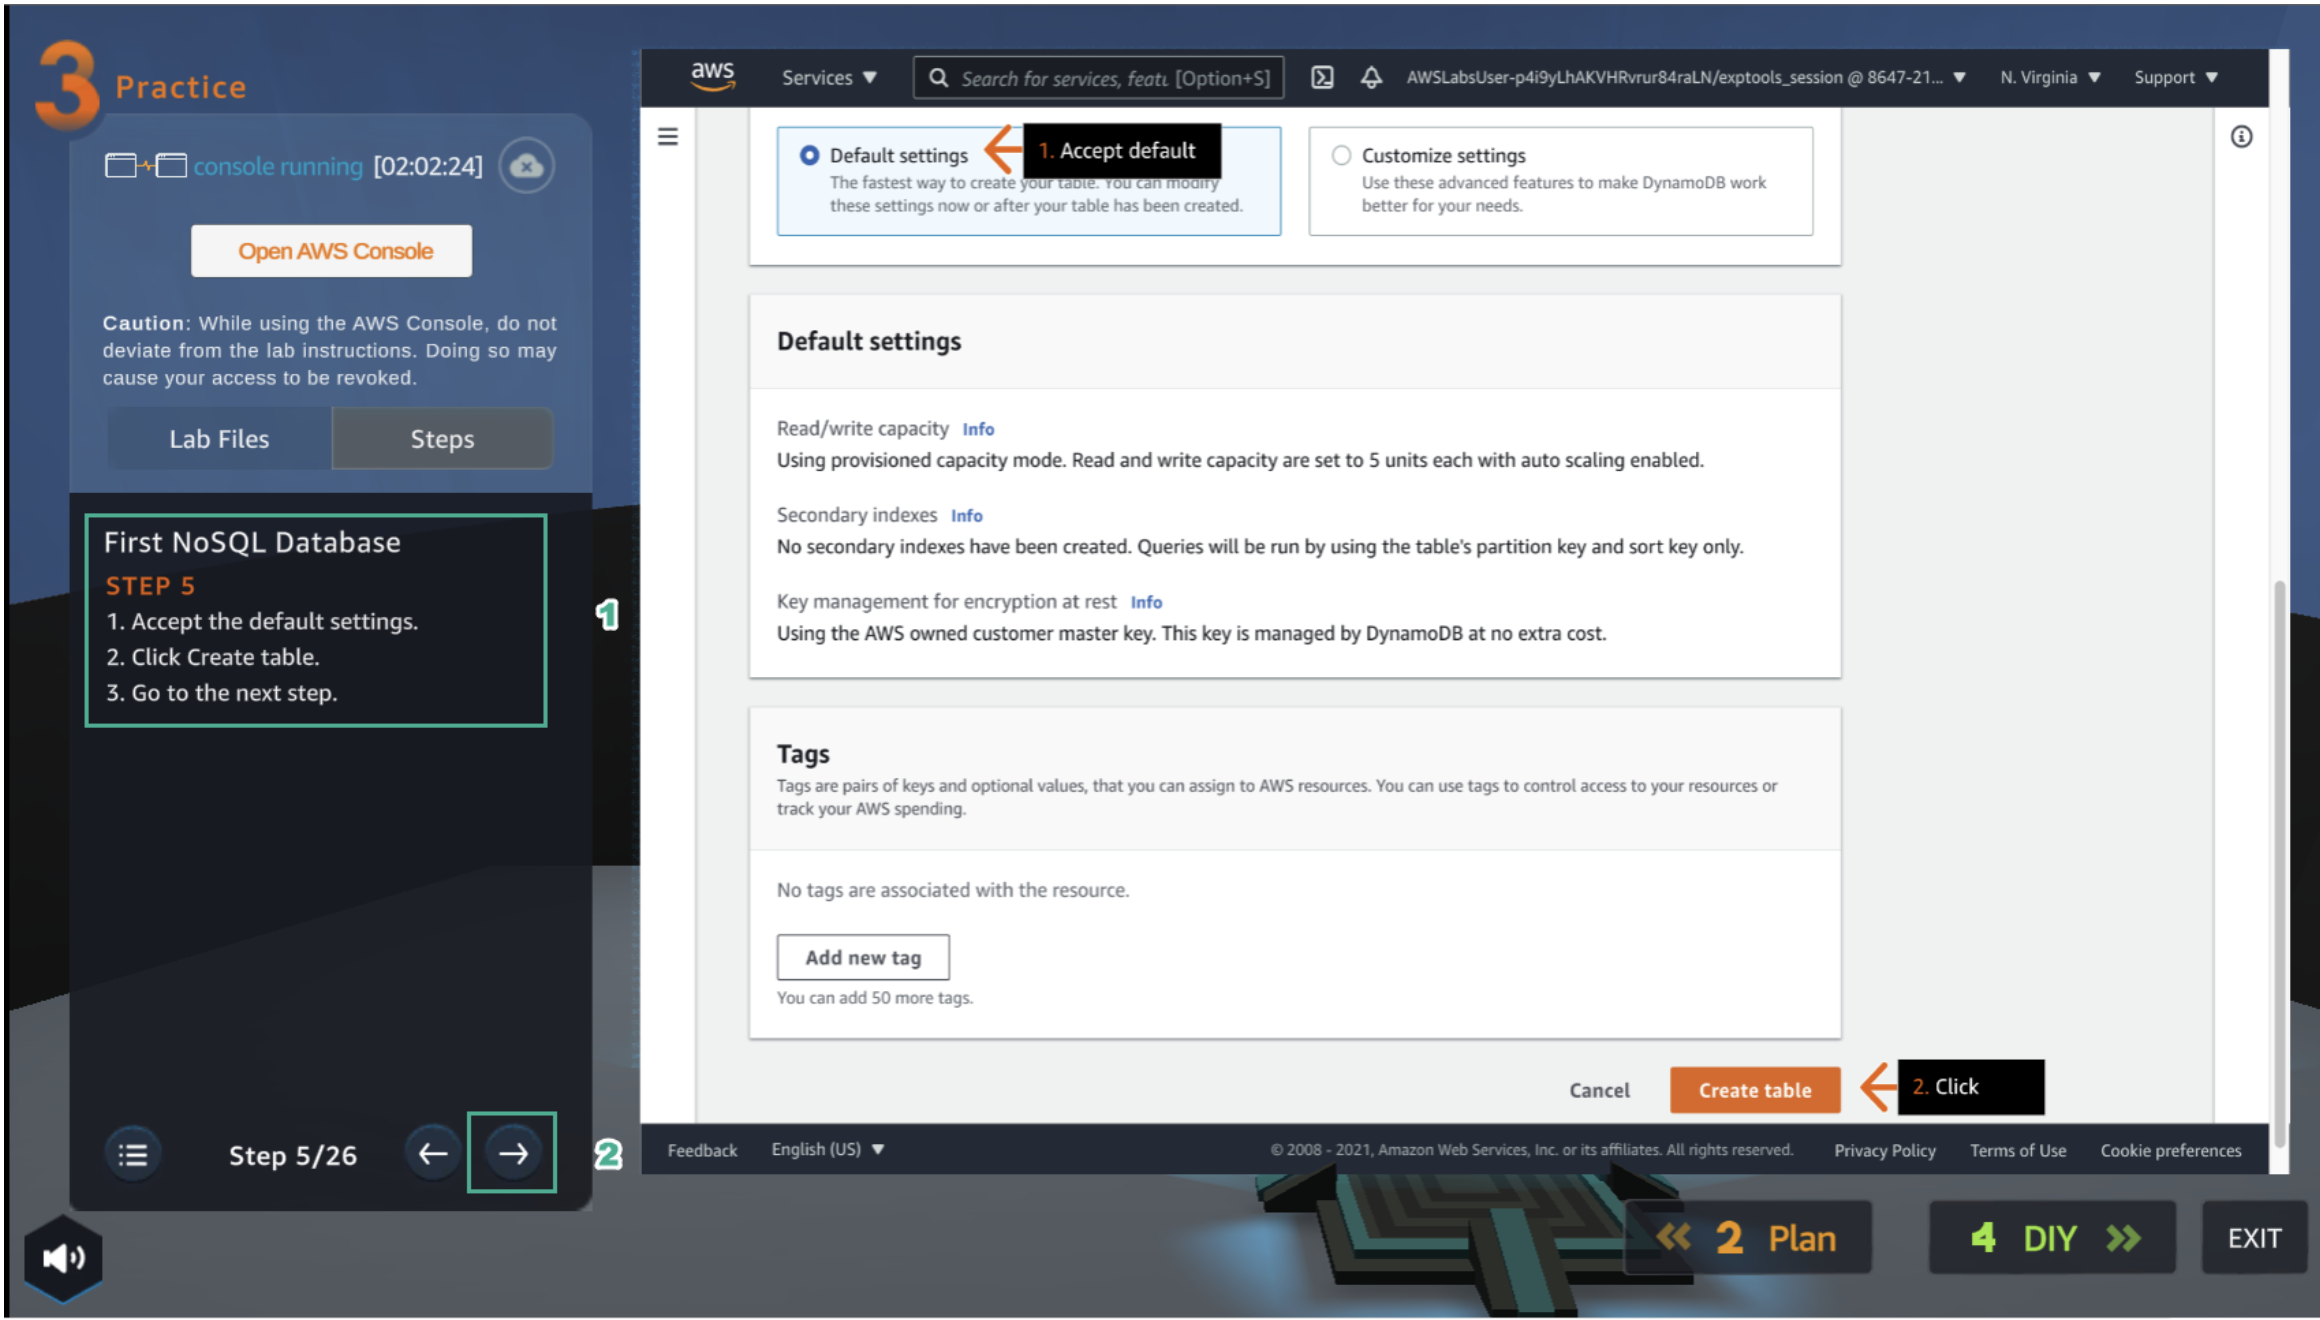 3 Practice
console running [02:02:24]
Open AWS Console
Caution: While using the AWS Console, do not
deviate from the lab instructions. Doing so may
cause your access to be revoked.
Lab Files
Steps
First NoSQL Database
STEP 5
1. Accept the default settings.
2. Click Create table.
3. Go to the next step.
1
Step 5/26
2
aws
Services
Search for services, featu [Option+S]
AWSLabsUser-p4i9yLhAKVHRvrur84raLN/exptools_session @ 8647-21...
N. Virginia
Support
Default settings
1. Accept default
The fastest way to create your table. You can modify
these settings now or after your table has been created.
Customize settings
Use these advanced features to make DynamoDB work
better for your needs.
Default settings
Read/write capacity Info
Using provisioned capacity mode. Read and write capacity are set to 5 units each with auto scaling enabled.
Secondary indexes Info
No secondary indexes have been created. Queries will be run by using the table's partition key and sort key only.
Key management for encryption at rest Info
Using the AWS owned customer master key. This key is managed by DynamoDB at no extra cost.
Tags
Tags are pairs of keys and optional values, that you can assign to AWS resources. You can use tags to control access to your resources or
track your AWS spending.
No tags are associated with the resource.
Add new tag
You can add 50 more tags.
Cancel
Create table
2. Click
Feedback
English (US)
© 2008 - 2021, Amazon Web Services, Inc. or its affiliates. All rights reserved.
Privacy Policy
Terms of Use
Cookie preferences
2 Plan
4 DIY
EXIT